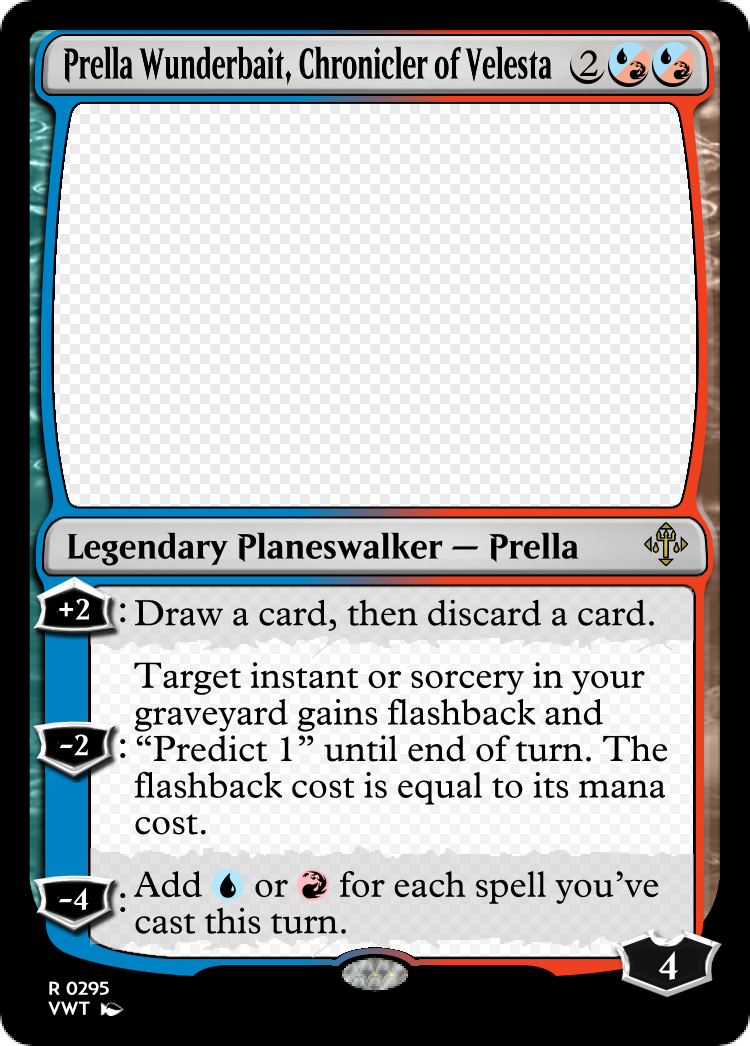 Prella Wunderbait, Chronicler of Velesta 2
Legendary Planeswalker — Prella
+2 : Draw a card, then discard a card.
Target instant or sorcery in your
graveyard gains flashback and
−2 : “Predict 1” until end of turn. The
flashback cost is equal to its mana
cost.
−4 : Add or for each spell you’ve
cast this turn.
4
R 0295
VWT